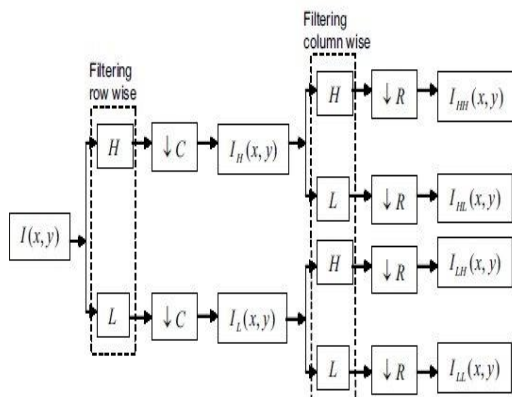 Filtering
column wise
Filtering
row wise
H
↓ R
I_HH(x,y)
H
↓ C
I_H(x,y)
L
↓ R
I_HL(x,y)
I(x,y)
H
↓ R
I_LH(x,y)
L
↓ C
I_L(x,y)
L
↓ R
I_LL(x,y)